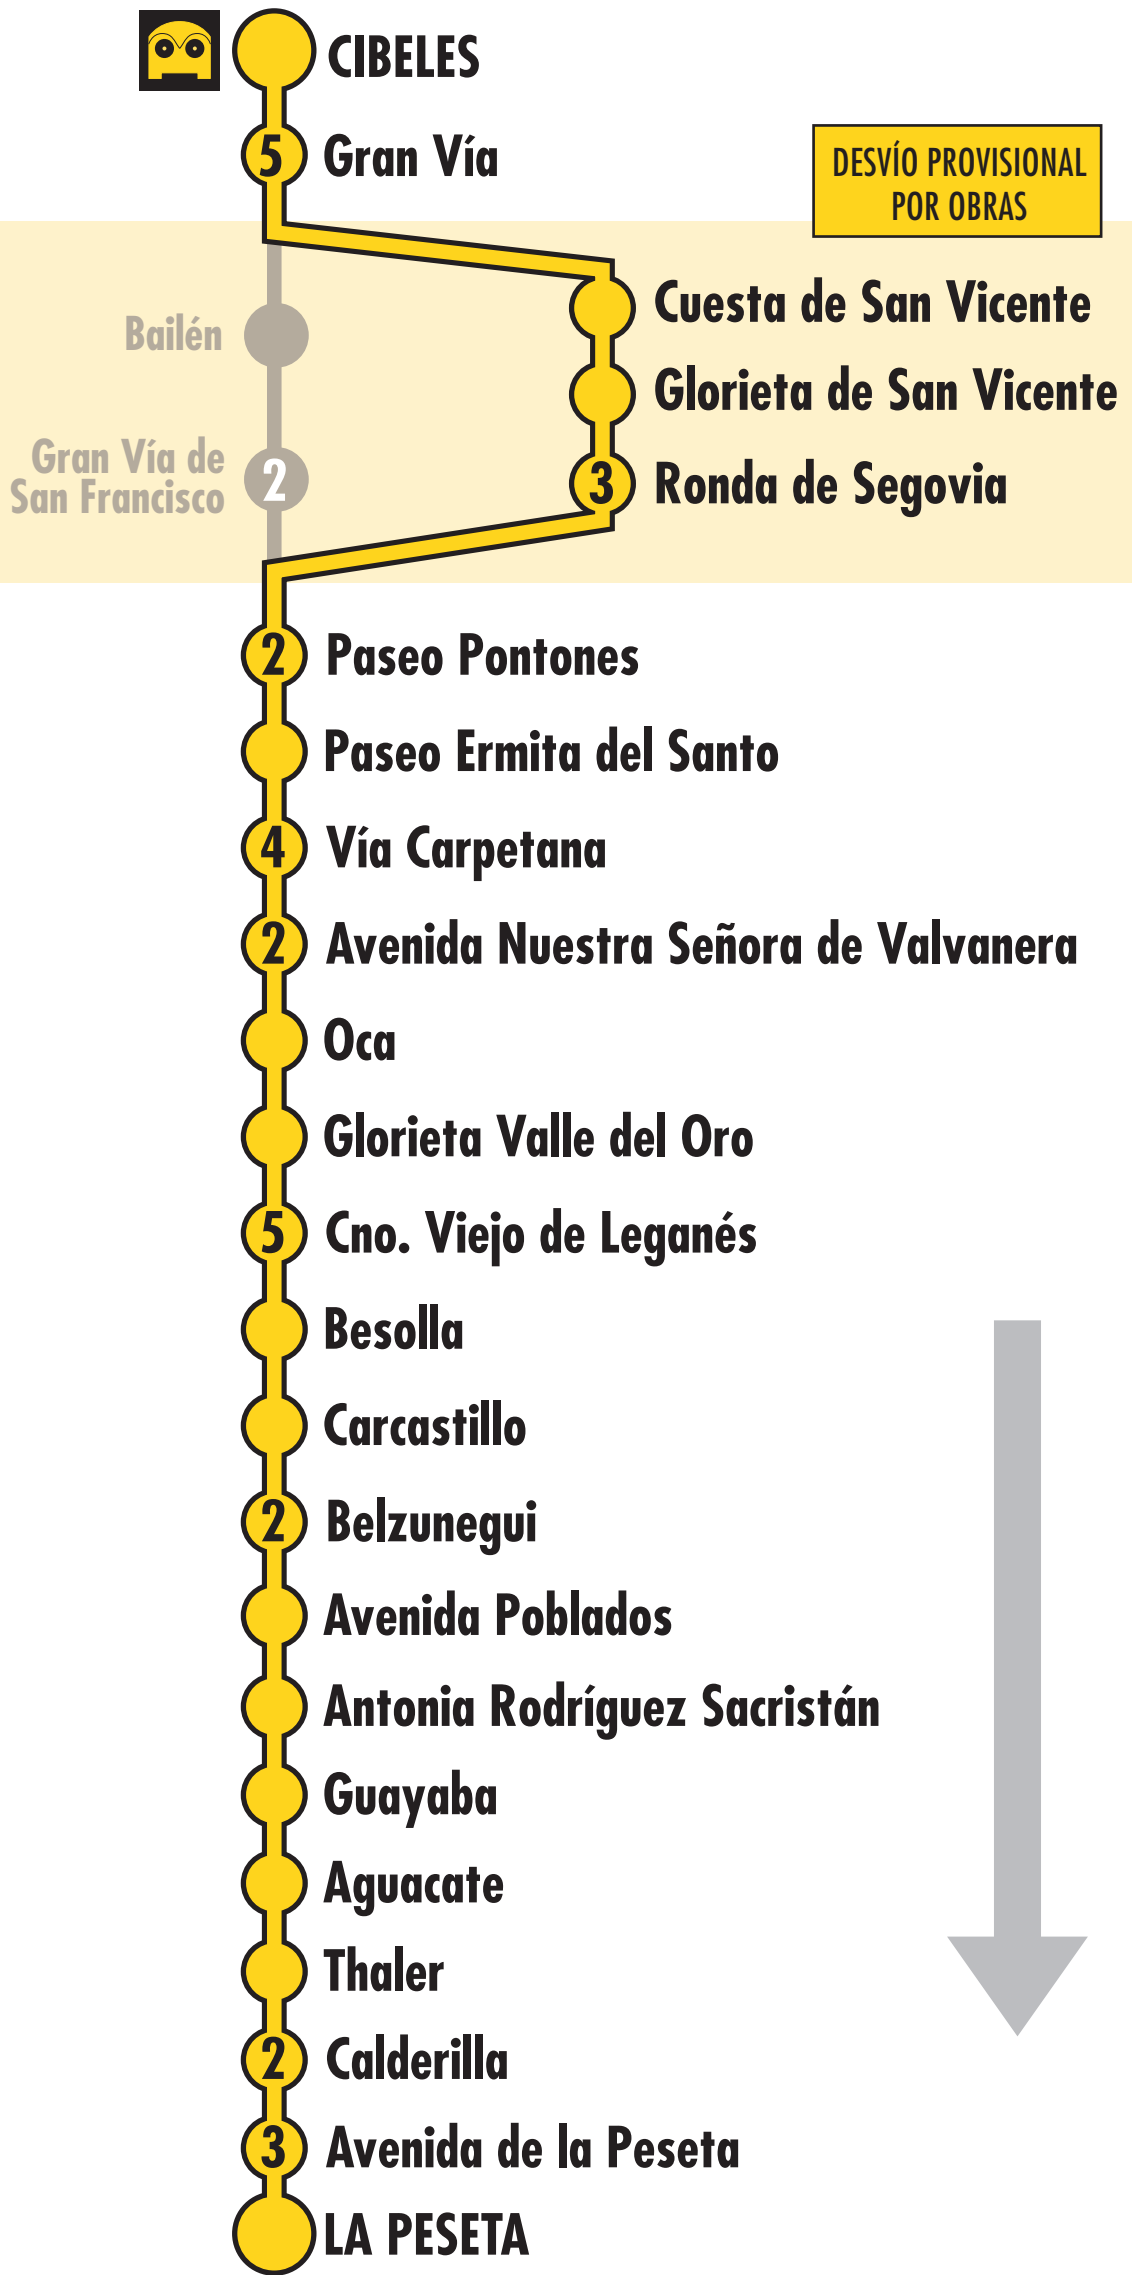 CIBELES
5 Gran Vía
DESVÍO PROVISIONAL
POR OBRAS
Bailén
Gran Vía de
San Francisco
2
Cuesta de San Vicente
Glorieta de San Vicente
3 Ronda de Segovia
2 Paseo Pontones
Paseo Ermita del Santo
4 Vía Carpetana
2 Avenida Nuestra Señora de Valvanera
Oca
Glorieta Valle del Oro
5 Cno. Viejo de Leganés
Besolla
Carcastillo
2 Belzunegui
Avenida Poblados
Antonia Rodríguez Sacristán
Guayaba
Aguacate
Thaler
2 Calderilla
3 Avenida de la Peseta
LA PESETA